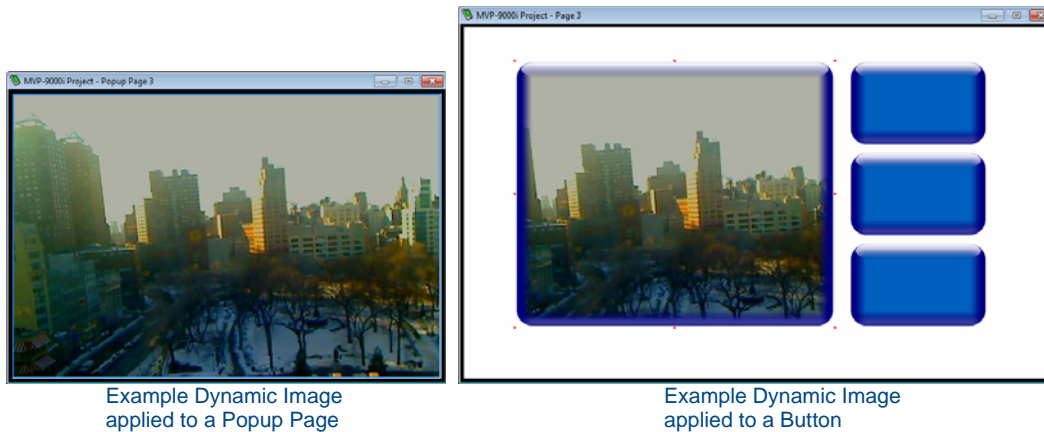 MVP-9000i Project - Popup Page 3
MVP-9000i Project - Page 3
Example Dynamic Image
applied to a Popup Page
Example Dynamic Image
applied to a Button